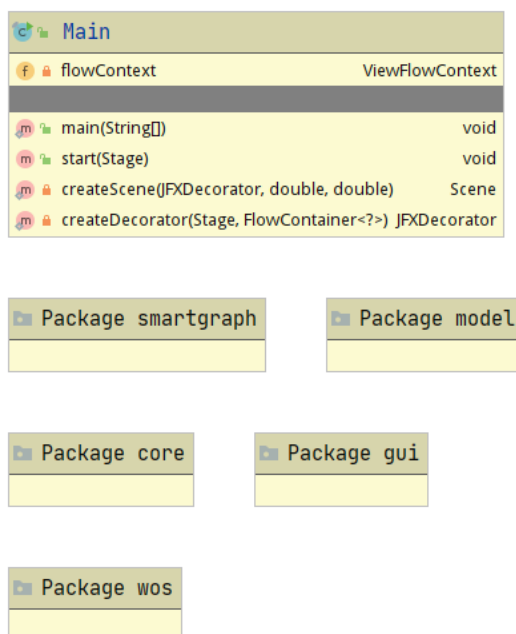 Main
flowContext ViewFlowContext
main(String[]) void
start(Stage) void
createScene(JFXDecorator, double, double) Scene
createDecorator(Stage, FlowContainer<?>) JFXDecorator
Package smartgraph
Package model
Package core
Package gui
Package wos